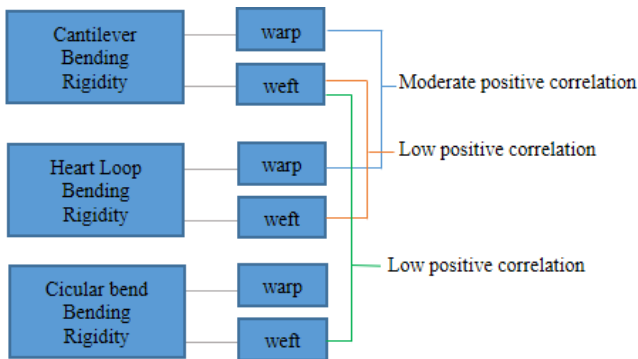 Cantilever
Bending
Rigidity
warp
weft
Moderate positive correlation
Low positive correlation
Heart Loop
Bending
Rigidity
warp
weft
Low positive correlation
Cicular bend
Bending
Rigidity
warp
weft